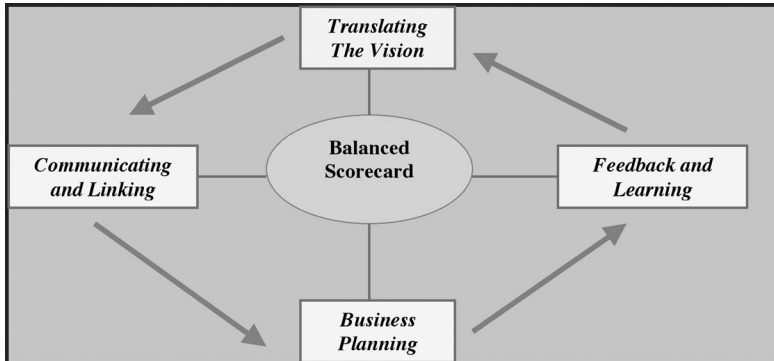 Translating
The Vision
Balanced
Scorecard
Communicating
and Linking
Feedback and
Learning
Business
Planning